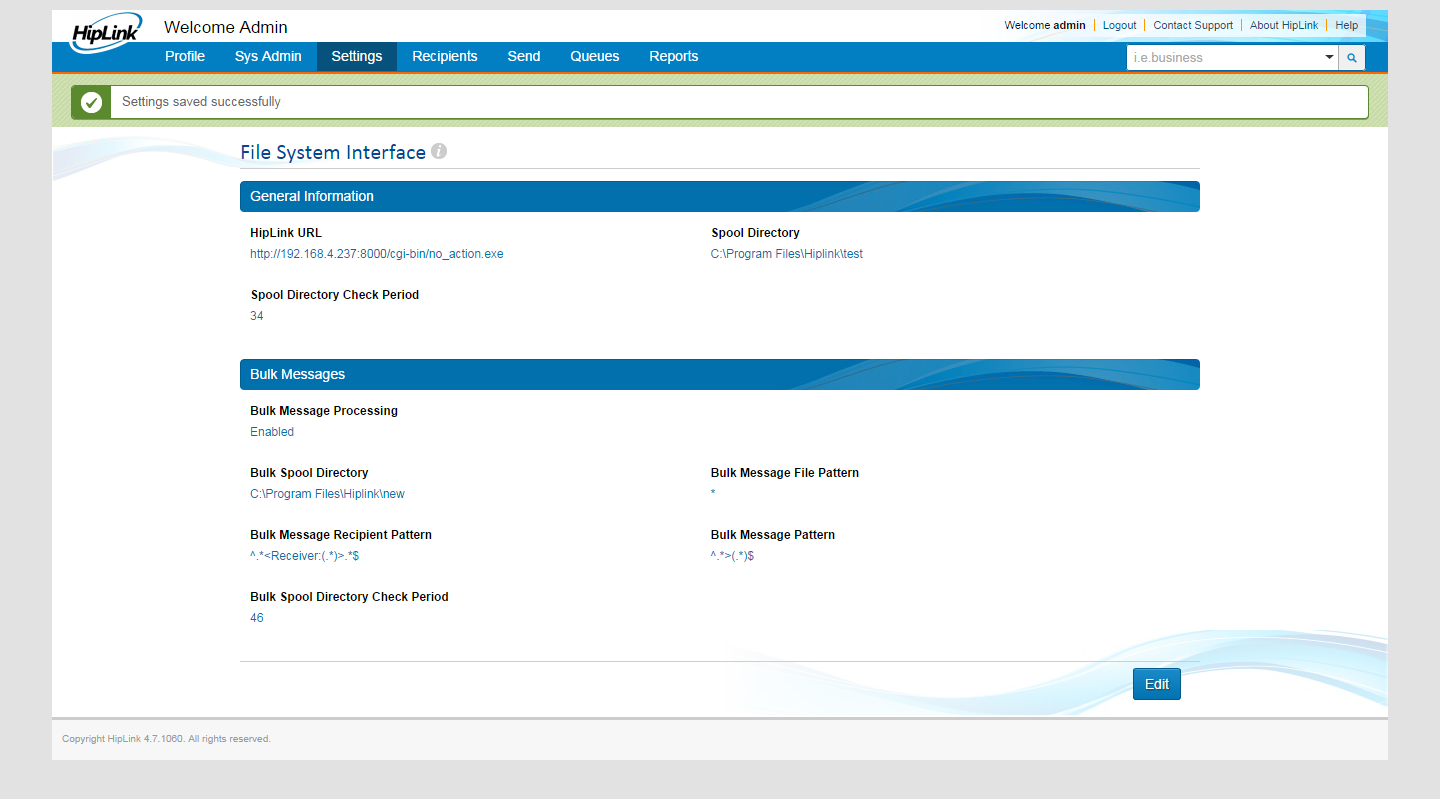 HipLink Welcome Admin Welcome admin Logout Contact Support About HipLink Help
Profile Sys Admin Settings Recipients Send Queues Reports i.e.business
Settings saved successfully
File System Interface i
General Information
HipLink URL Spool Directory
http://192.168.4.237:8000/cgi-bin/no_action.exe C:\Program Files\Hiplink\test
Spool Directory Check Period
34
Bulk Messages
Bulk Message Processing
Enabled
Bulk Spool Directory Bulk Message File Pattern
C:\Program Files\Hiplink\new *
Bulk Message Recipient Pattern Bulk Message Pattern
^.*<Receiver:(.*)>.*$ ^.*>(.*)$
Bulk Spool Directory Check Period
46
Edit
Copyright HipLink 4.7.1060. All rights reserved.